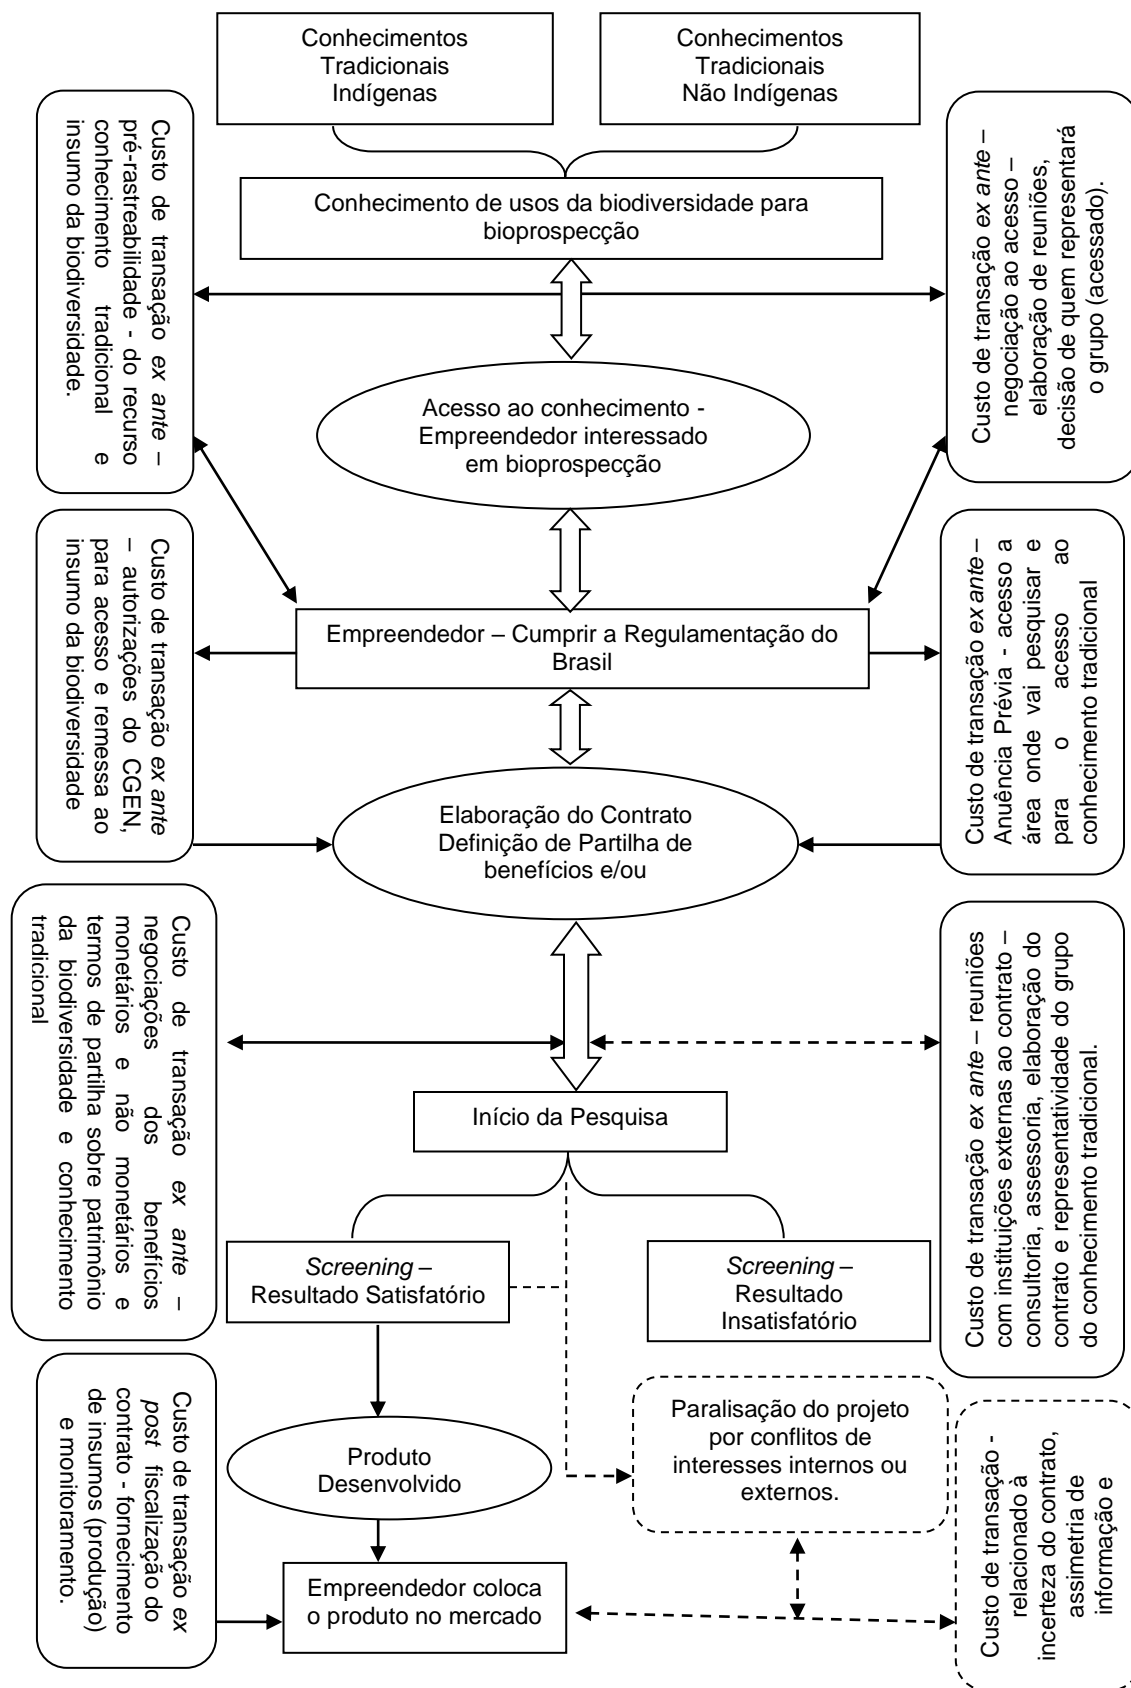 Conhecimentos
Tradicionais
Indígenas
Conhecimentos
Tradicionais
Não Indígenas
Custo de transação ex ante –
pré-rastreabilidade - do recurso
conhecimento tradicional e
insumo da biodiversidade.
Conhecimento de usos da biodiversidade para
bioprospecção
Custo de transação ex ante –
negociação ao acesso –
elaboração de reuniões,
decisão de quem representará
o grupo (acessado).
Acesso ao conhecimento -
Empreendedor interessado
em bioprospecção
Custo de transação ex ante
– autorizações do CGEN,
para acesso e remessa ao
insumo da biodiversidade
Empreendedor – Cumprir a Regulamentação do
Brasil
Custo de transação ex ante –
Anuência Prévia - acesso a
área onde vai pesquisar e
para o acesso ao
conhecimento tradicional
Elaboração do Contrato
Definição de Partilha de
benefícios e/ou
Custo de transação ex ante –
negociações dos benefícios
monetários e não monetários e
termos de partilha sobre patrimônio
da biodiversidade e conhecimento
tradicional
Custo de transação ex ante – reuniões
com instituições externas ao contrato –
consultoria, assessoria, elaboração do
contrato e representatividade do grupo
do conhecimento tradicional.
Início da Pesquisa
Screening –
Resultado Satisfatório
Screening –
Resultado
Insatisfatório
Custo de transação ex
post fiscalização do
contrato - fornecimento
de insumos (produção)
e monitoramento.
Produto
Desenvolvido
Paralisação do projeto
por conflitos de
interesses internos ou
externos.
Custo de transação -
relacionado à
incerteza do contrato,
assimetria de
informação e
Empreendedor coloca
o produto no mercado